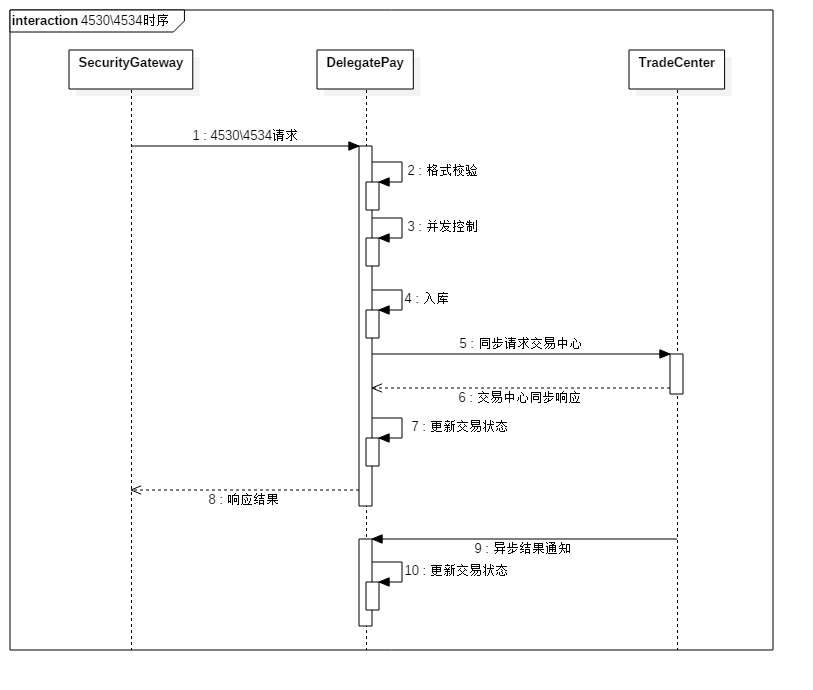 interaction 4530\4534时序
SecurityGateway
DelegatePay
TradeCenter
1 : 4530\4534请求
2 : 格式校验
3 : 并发控制
4 : 入库
5 : 同步请求交易中心
6 : 交易中心同步响应
7 : 更新交易状态
8 : 响应结果
9 : 异步结果通知
10 : 更新交易状态